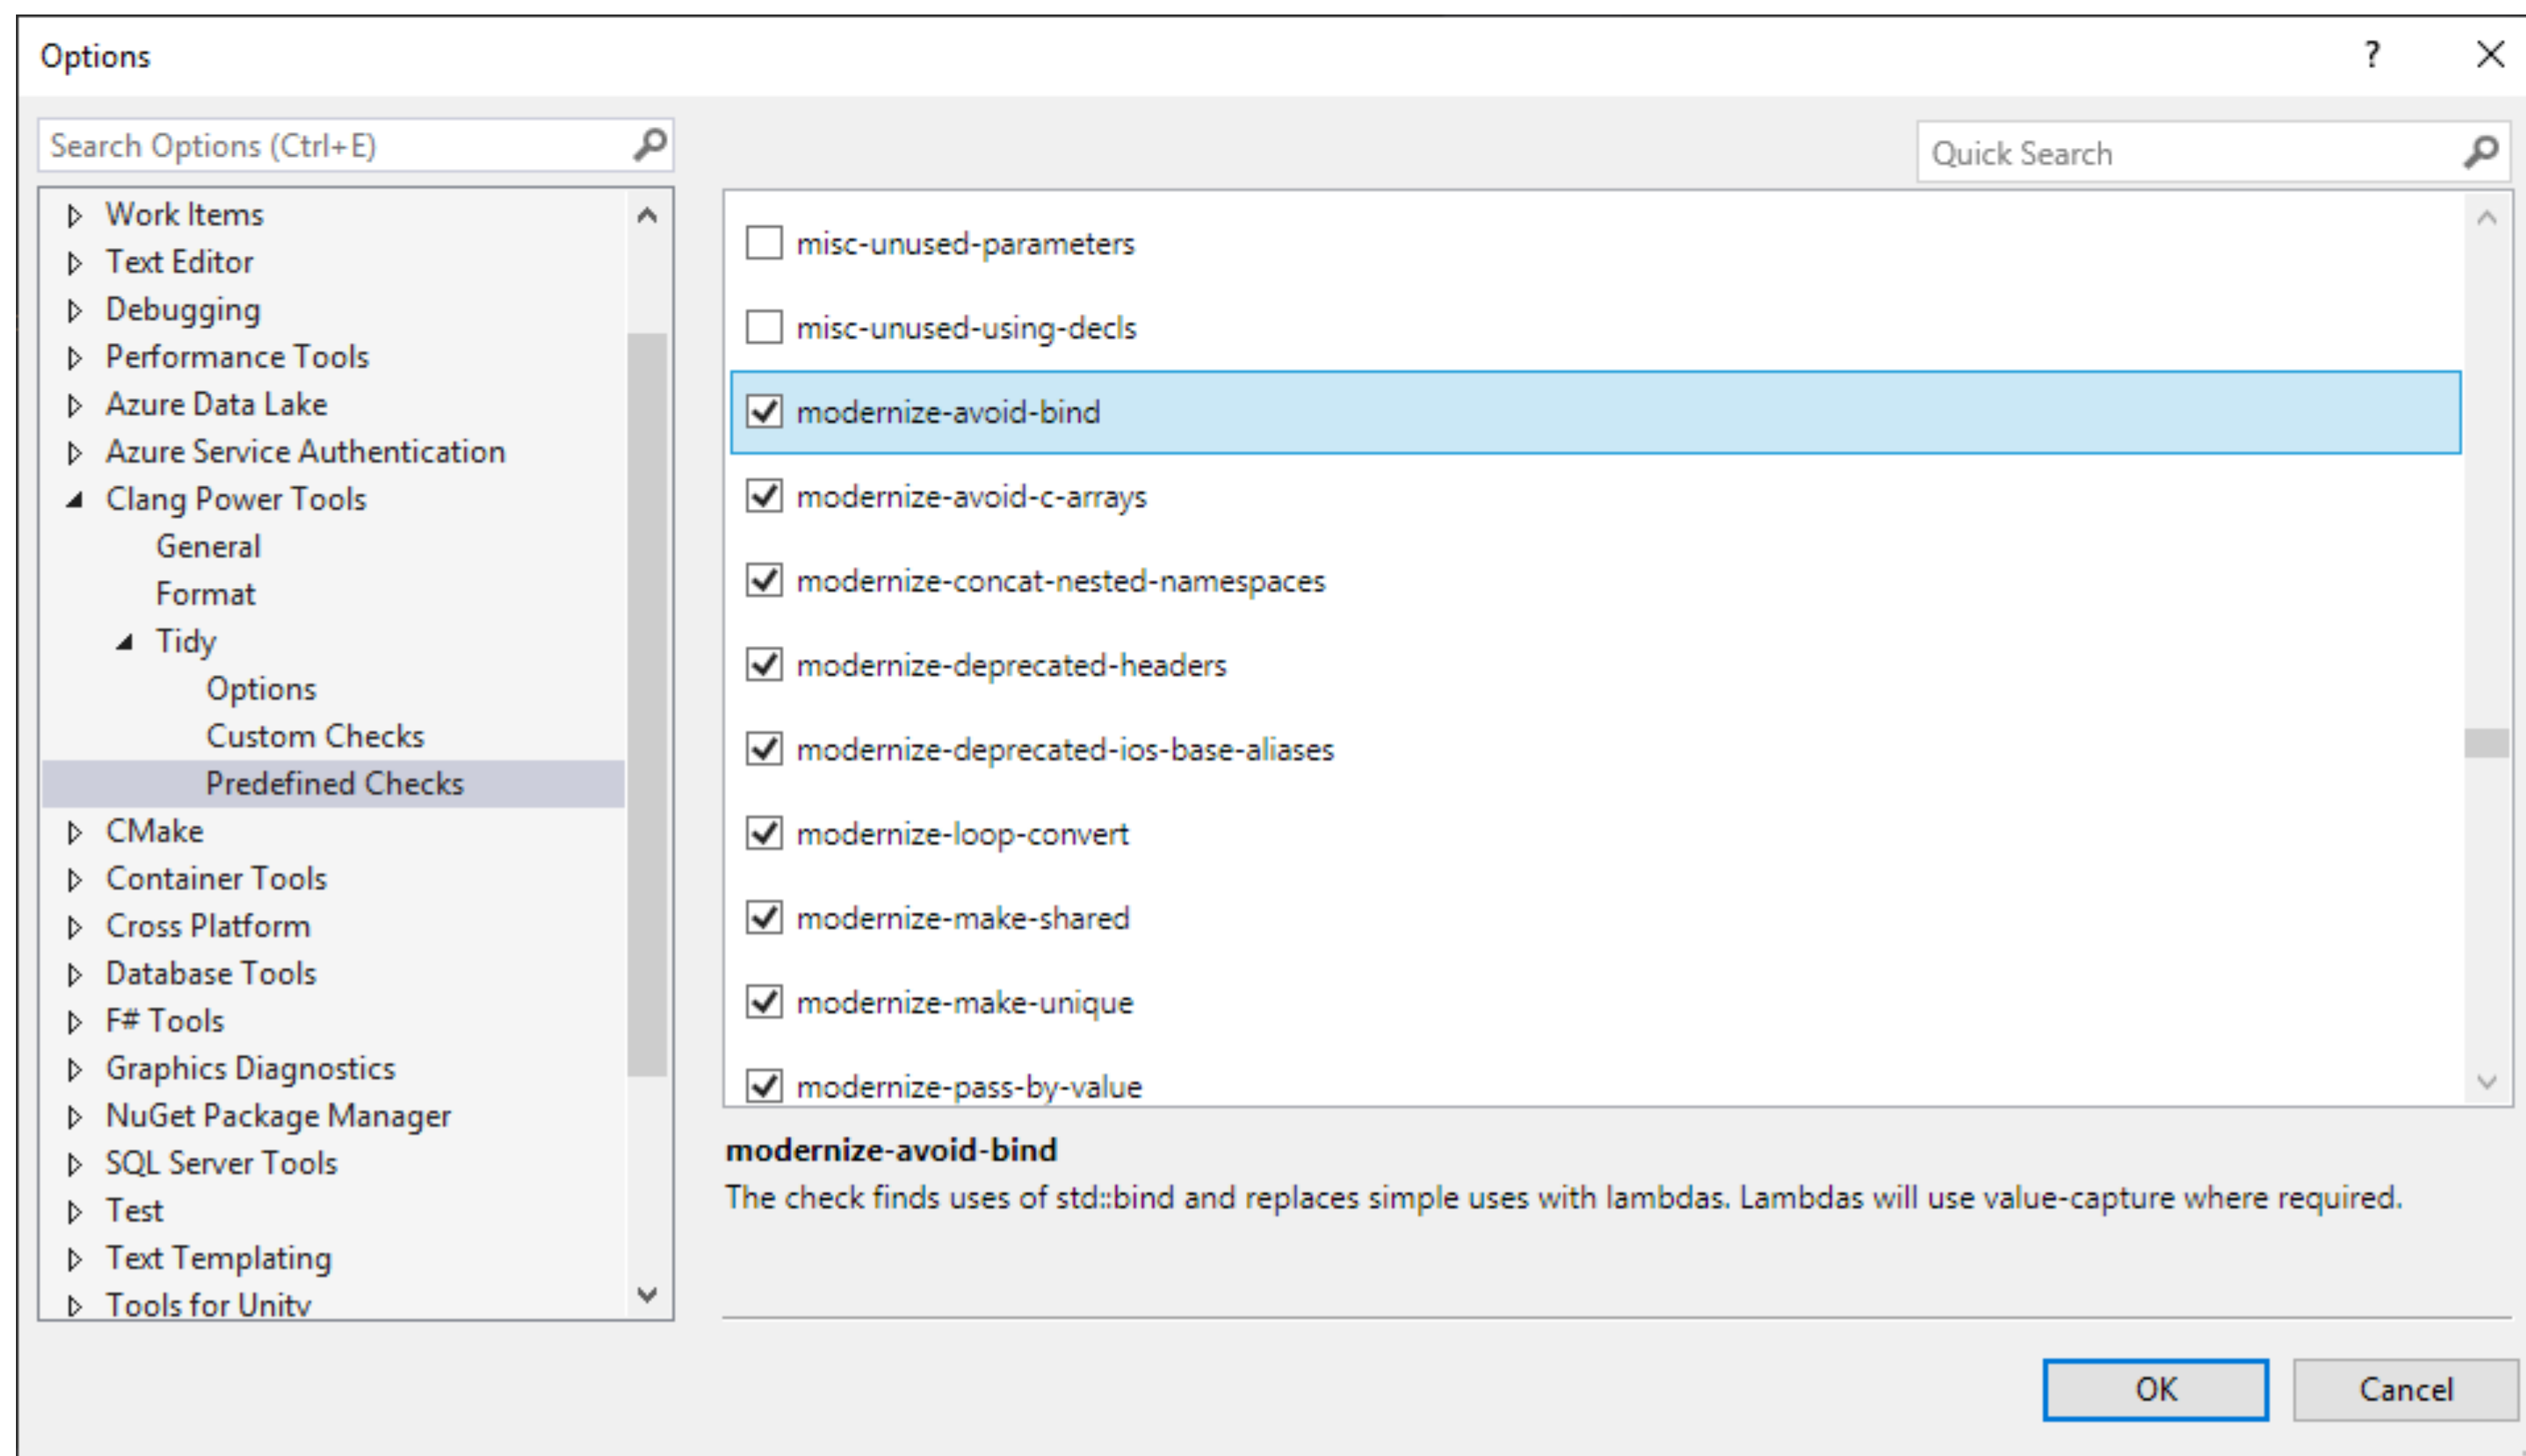 Options
?
Search Options (Ctrl+E)
Work Items
Text Editor
Debugging
Performance Tools
Azure Data Lake
Azure Service Authentication
Clang Power Tools
General
Format
Tidy
Options
Custom Checks
Predefined Checks
CMake
Container Tools
Cross Platform
Database Tools
F# Tools
Graphics Diagnostics
NuGet Package Manager
SQL Server Tools
Test
Text Templating
Tools for Unity
Quick Search
misc-unused-parameters
misc-unused-using-decls
modernize-avoid-bind
modernize-avoid-c-arrays
modernize-concat-nested-namespaces
modernize-deprecated-headers
modernize-deprecated-ios-base-aliases
modernize-loop-convert
modernize-make-shared
modernize-make-unique
modernize-pass-by-value
modernize-avoid-bind
The check finds uses of std::bind and replaces simple uses with lambdas. Lambdas will use value-capture where required.
OK
Cancel